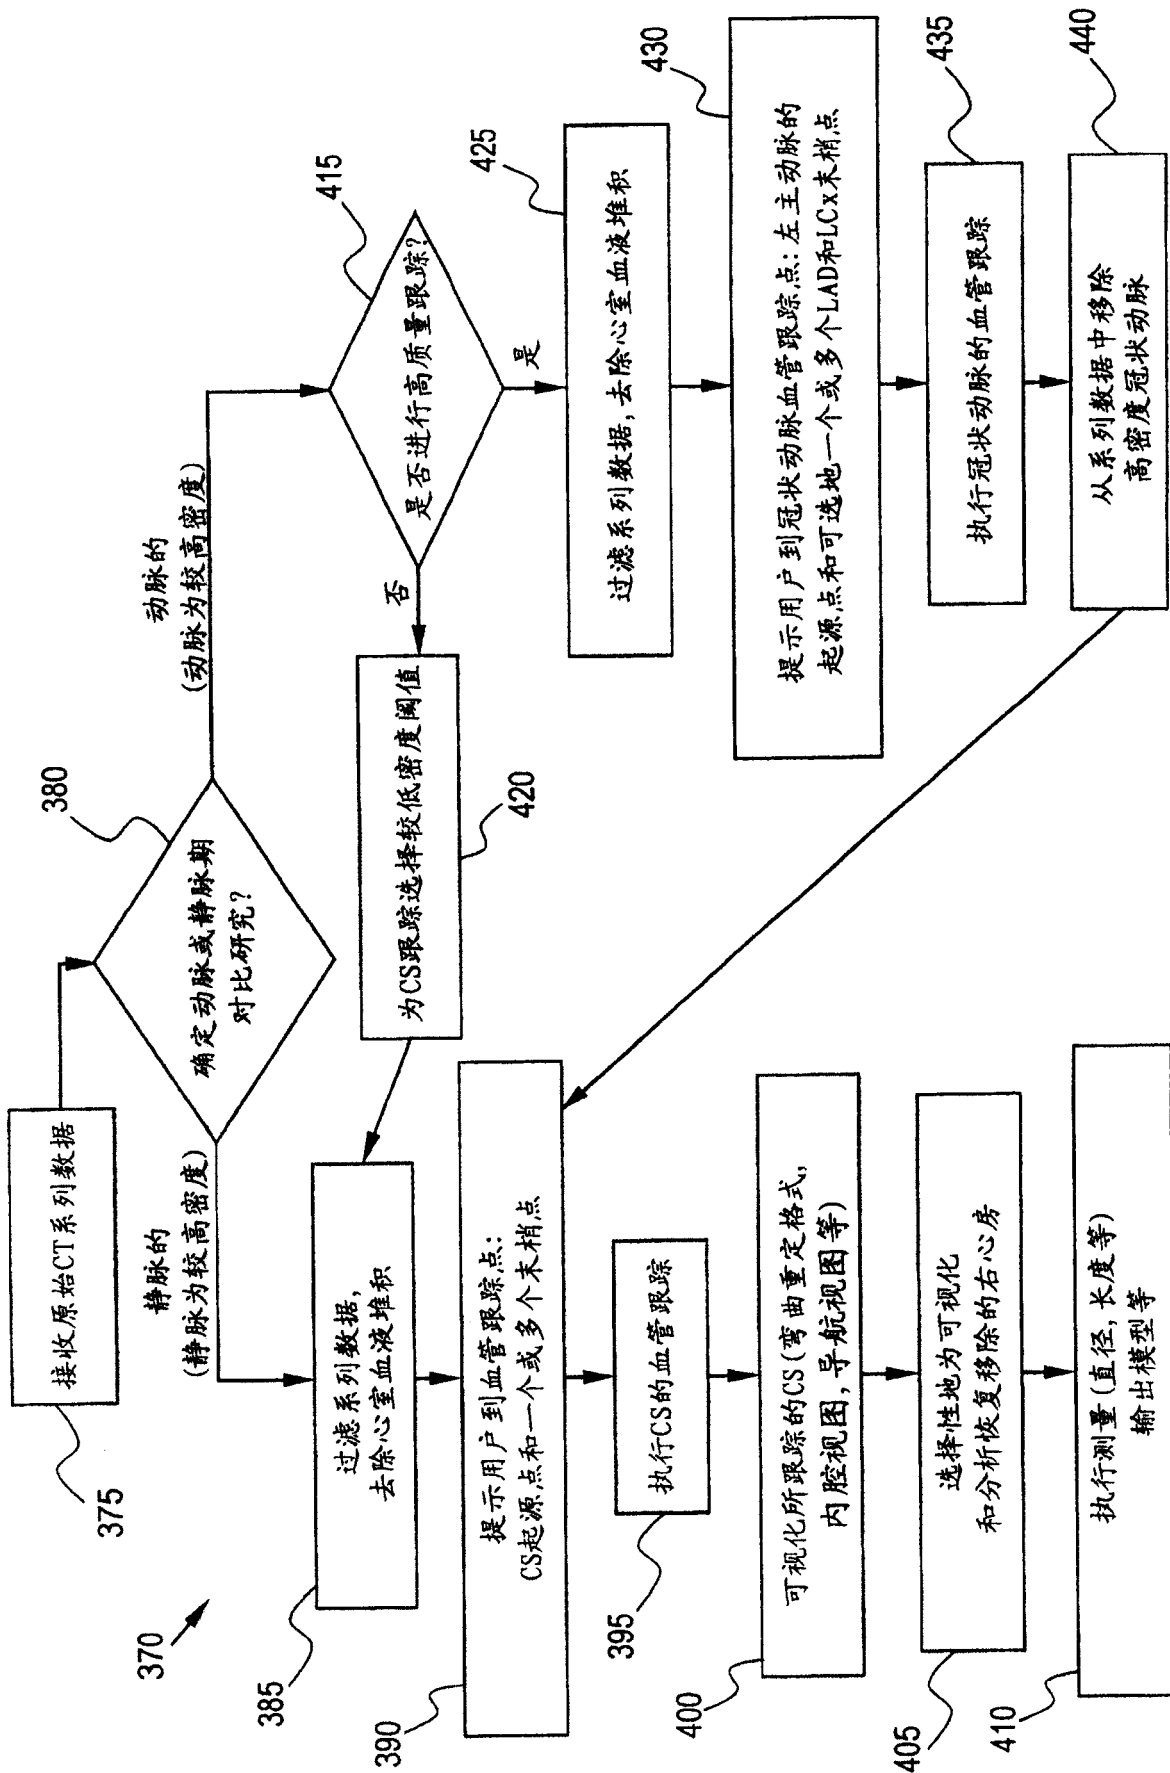 370
375
接收原始CT系列数据
380
确定动脉或静脉期
对比研究?
静脉的
(静脉为较高密度)
动脉的
(动脉为较高密度)
385
过滤系列数据,
去除心室血液堆积
390
提示用户到血管跟踪点:
CS起源点和一个或多个末梢点
395
执行CS的血管跟踪
400
可视化所跟踪的CS(弯曲重定格式,
内腔视图,导航视图等)
405
选择性地为可视化
和分析恢复移除的右心房
410
执行测量(直径,长度等)
输出模型等
415
是否进行高质量跟踪?
否
是
420
为CS跟踪选择较低密度阈值
425
过滤系列数据,去除心室血液堆积
430
提示用户到冠状动脉血管跟踪点:左主动脉的
起源点和可选地一个或多个LAD和LCx末梢点
435
执行冠状动脉的血管跟踪
440
从系列数据中移除
高密度冠状动脉